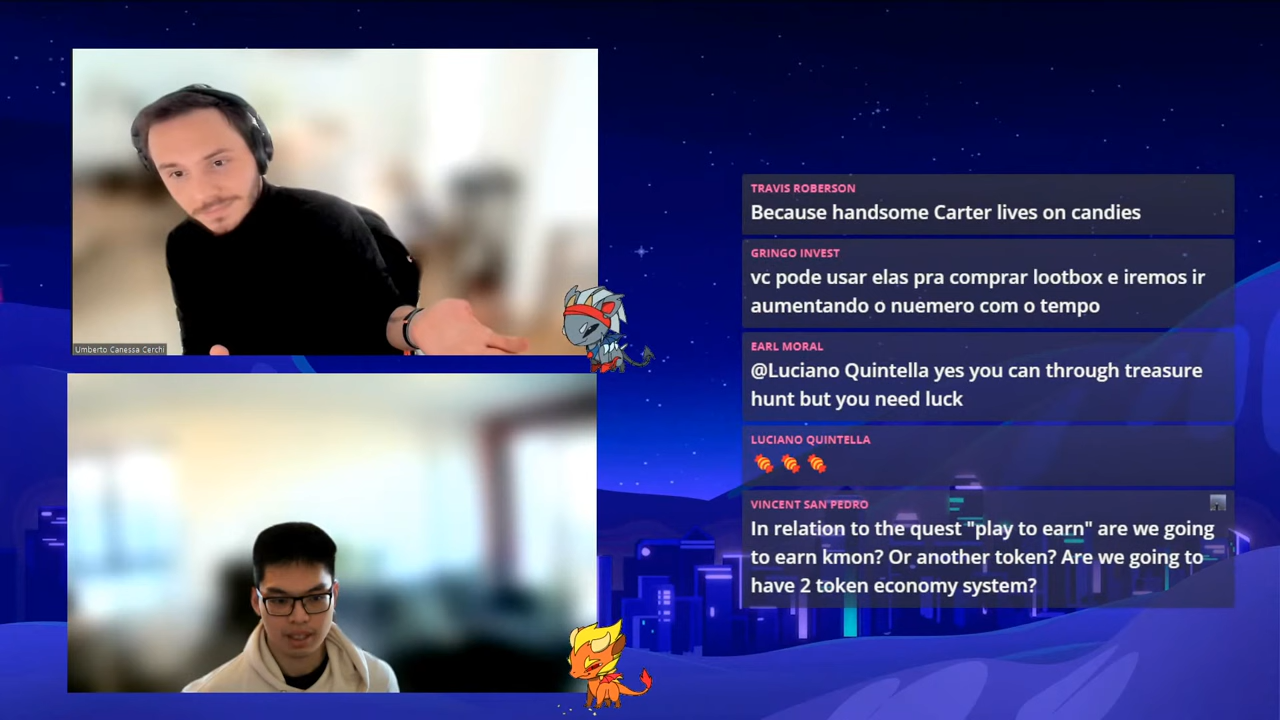 Umberto Canessa Cerchi
TRAVIS ROBERSON
Because handsome Carter lives on candies
GRINGO INVEST
vc pode usar elas pra comprar lootbox e iremos ir
aumentando o nuemero com o tempo
EARL MORAL
@Luciano Quintella yes you can through treasure
hunt but you need luck
LUCIANO QUINTELLA
🍬 🍬 🍬
VINCENT SAN PEDRO
In relation to the quest "play to earn" are we going
to earn kmon? Or another token? Are we going to
have 2 token economy system?